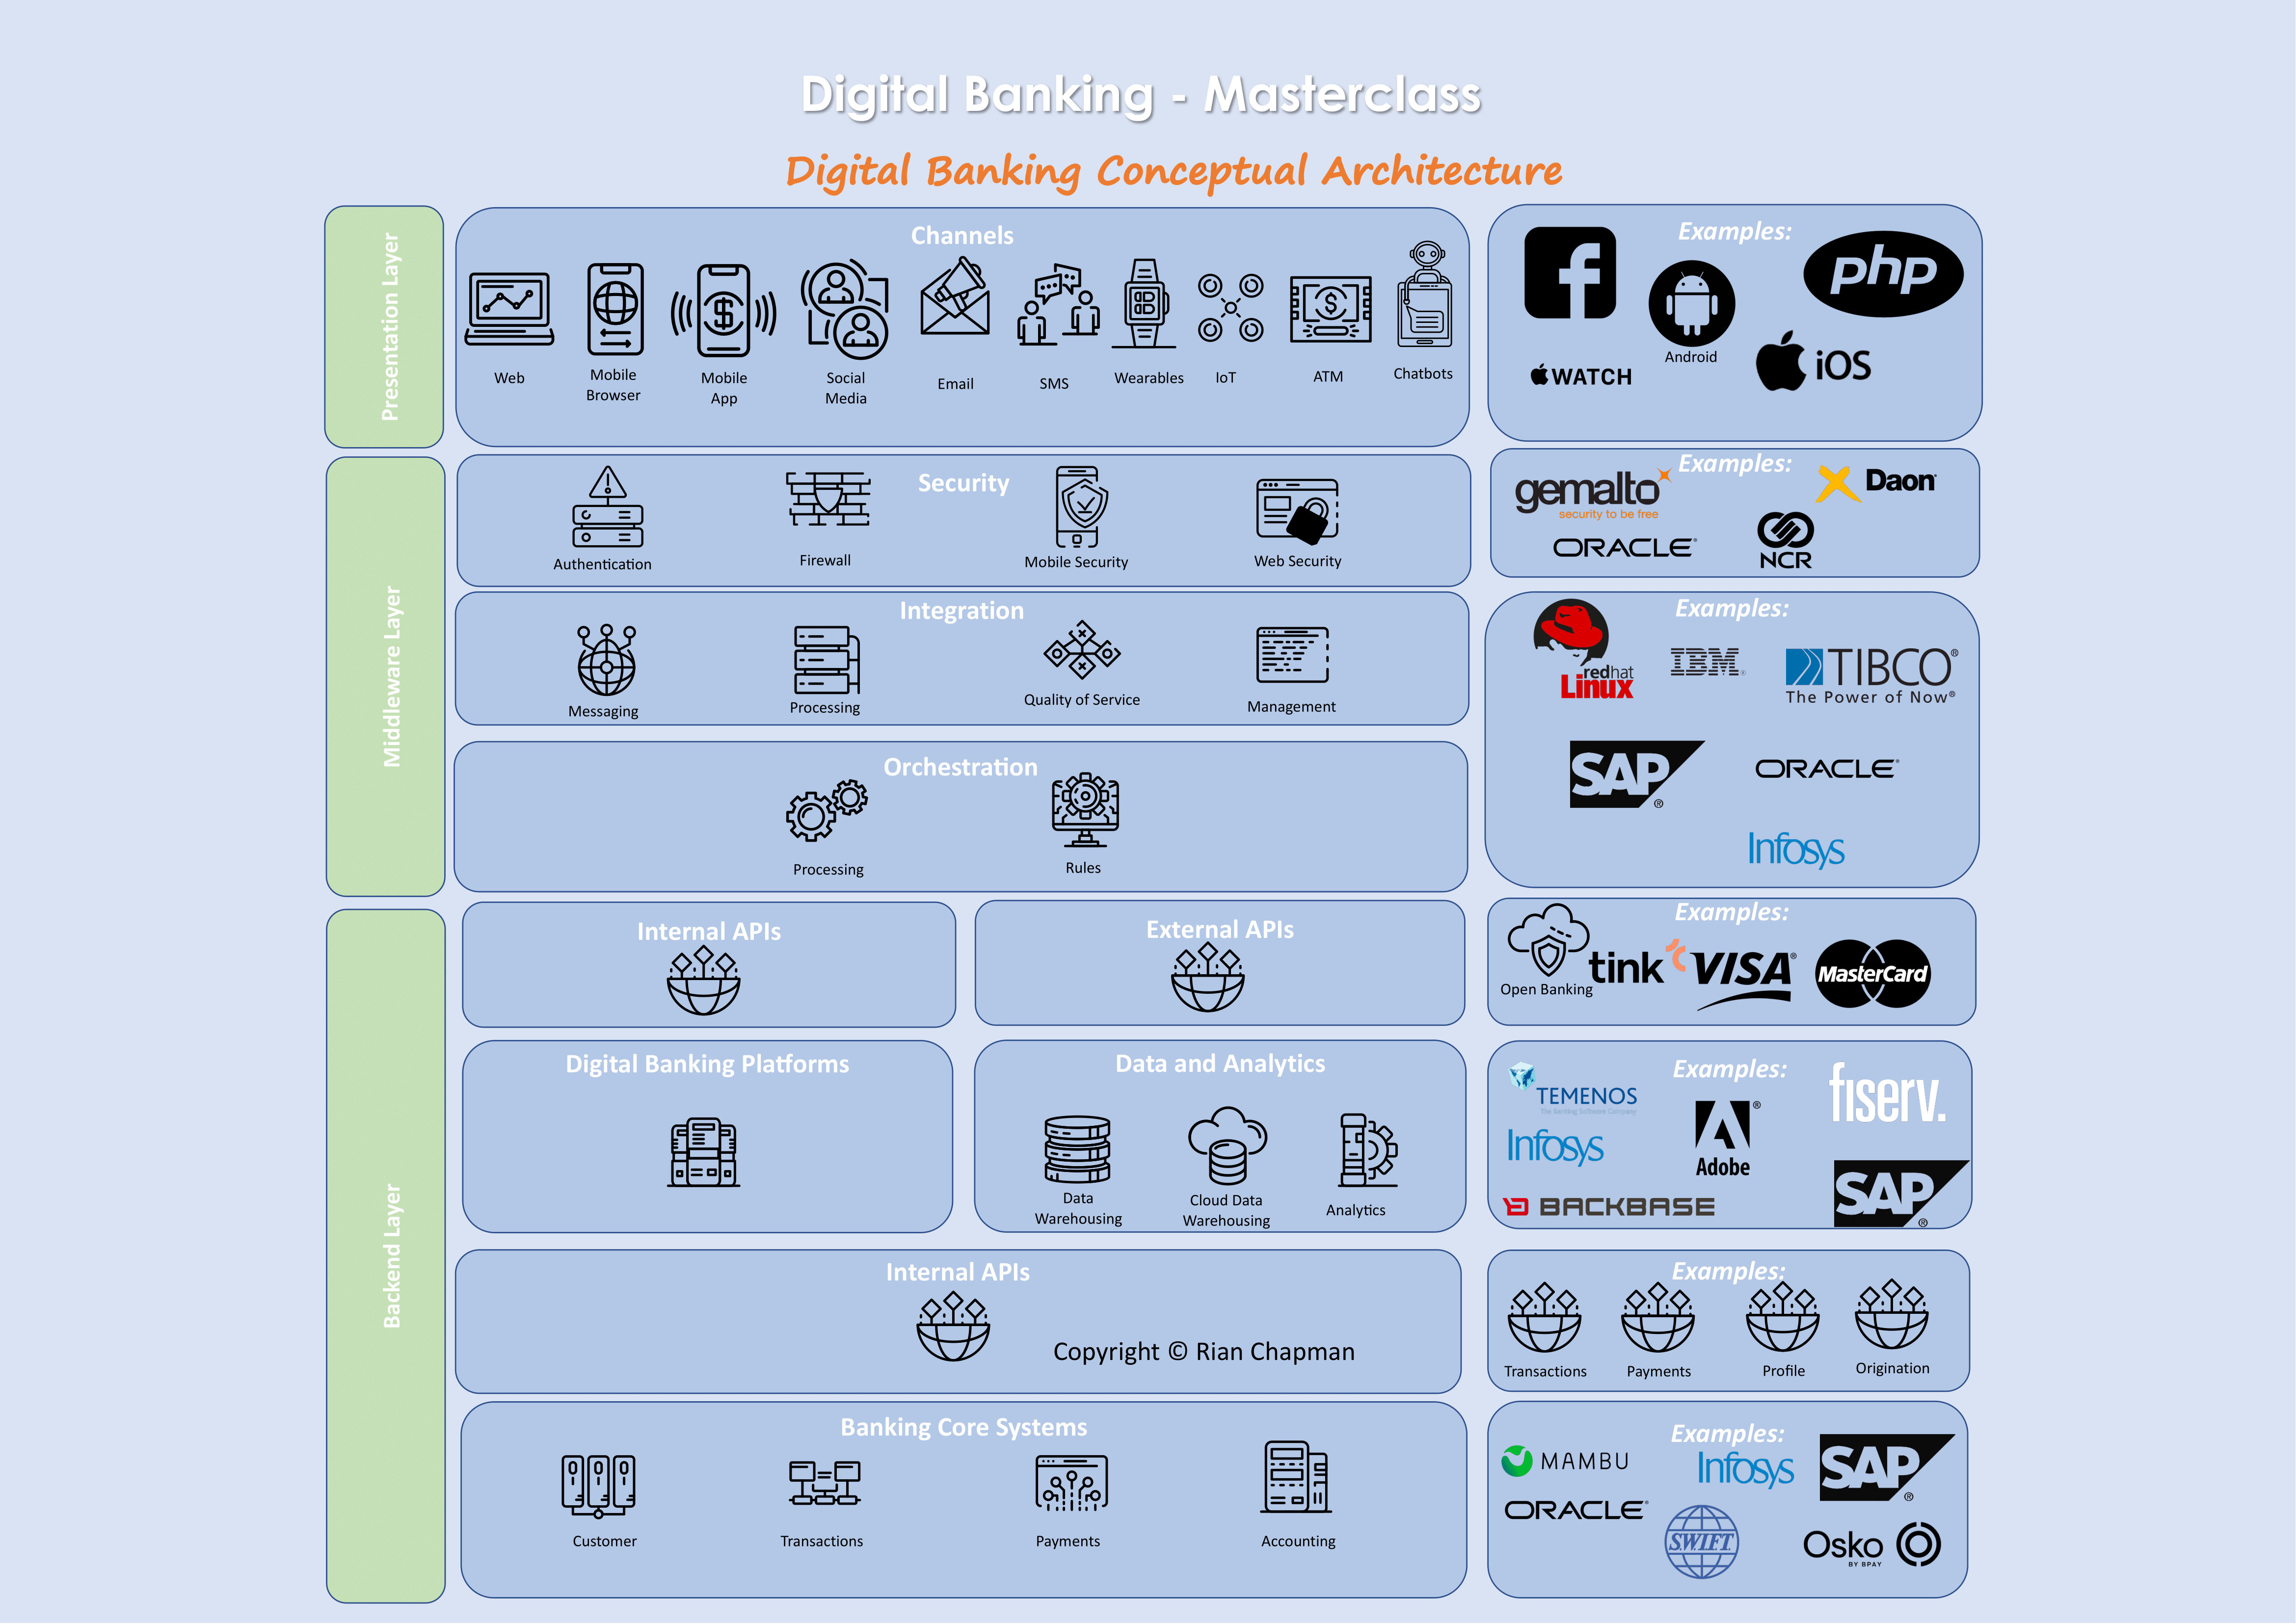 Digital Banking - Masterclass
Digital Banking Conceptual Architecture
Presentation Layer
Channels
Web
Mobile
Browser
Mobile
App
Social
Media
Email
SMS
Wearables
IoT
ATM
Chatbots
Examples:
php
Android
WATCH
iOS
Middleware Layer
Security
Authentication
Firewall
Mobile Security
Web Security
Examples:
gemalto
security to be free
Daon
ORACLE®
NCR
Integration
Messaging
Processing
Quality of Service
Management
Examples:
redhat
Linux
IBM®
TIBCO®
The Power of Now®
SAP®
ORACLE®
Infosys
Orchestration
Processing
Rules
Backend Layer
Internal APIs
External APIs
Examples:
Open Banking
tink
VISA®
MasterCard
Digital Banking Platforms
Data and Analytics
Data
Warehousing
Cloud Data
Warehousing
Analytics
Examples:
TEMENOS
The Banking Software Company
fiserv.
Infosys
Adobe®
BACKBASE
SAP®
Internal APIs
Copyright © Rian Chapman
Examples:
Transactions
Payments
Profile
Origination
Banking Core Systems
Customer
Transactions
Payments
Accounting
Examples:
MAMBU
Infosys
SAP®
ORACLE®
S.W.I.F.T.
Osko
BY BPAY